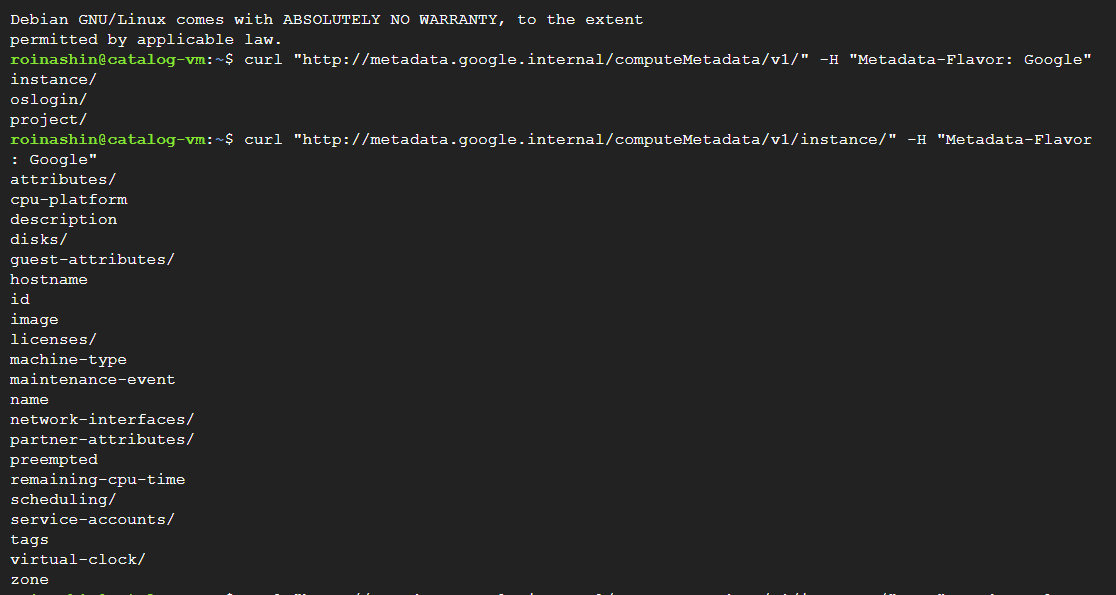 Debian GNU/Linux comes with ABSOLUTELY NO WARRANTY, to the extent
permitted by applicable law.
roinashin@catalog-vm:~$ curl "http://metadata.google.internal/computeMetadata/v1/" -H "Metadata-Flavor: Google"
instance/
oslogin/
project/
roinashin@catalog-vm:~$ curl "http://metadata.google.internal/computeMetadata/v1/instance/" -H "Metadata-Flavor
: Google"
attributes/
cpu-platform
description
disks/
guest-attributes/
hostname
id
image
licenses/
machine-type
maintenance-event
name
network-interfaces/
partner-attributes/
preempted
remaining-cpu-time
scheduling/
service-accounts/
tags
virtual-clock/
zone